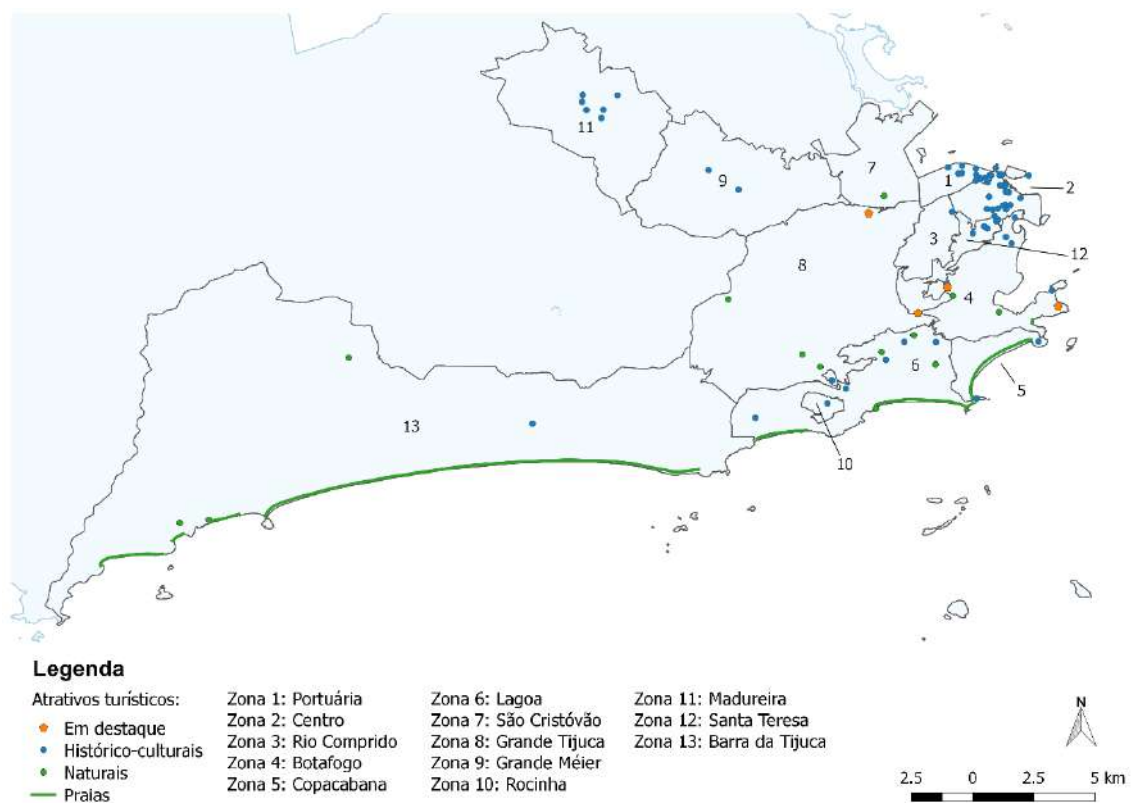 11
9
7
1
2
3
12
8
4
6
5
13
10
Legenda
Atrativos turísticos:
Em destaque
Histórico-culturais
Naturais
Praias
Zona 1: Portuária
Zona 2: Centro
Zona 3: Rio Comprido
Zona 4: Botafogo
Zona 5: Copacabana
Zona 6: Lagoa
Zona 7: São Cristóvão
Zona 8: Grande Tijuca
Zona 9: Grande Méier
Zona 10: Rocinha
Zona 11: Madureira
Zona 12: Santa Teresa
Zona 13: Barra da Tijuca
N
2.5 0 2.5 5 km